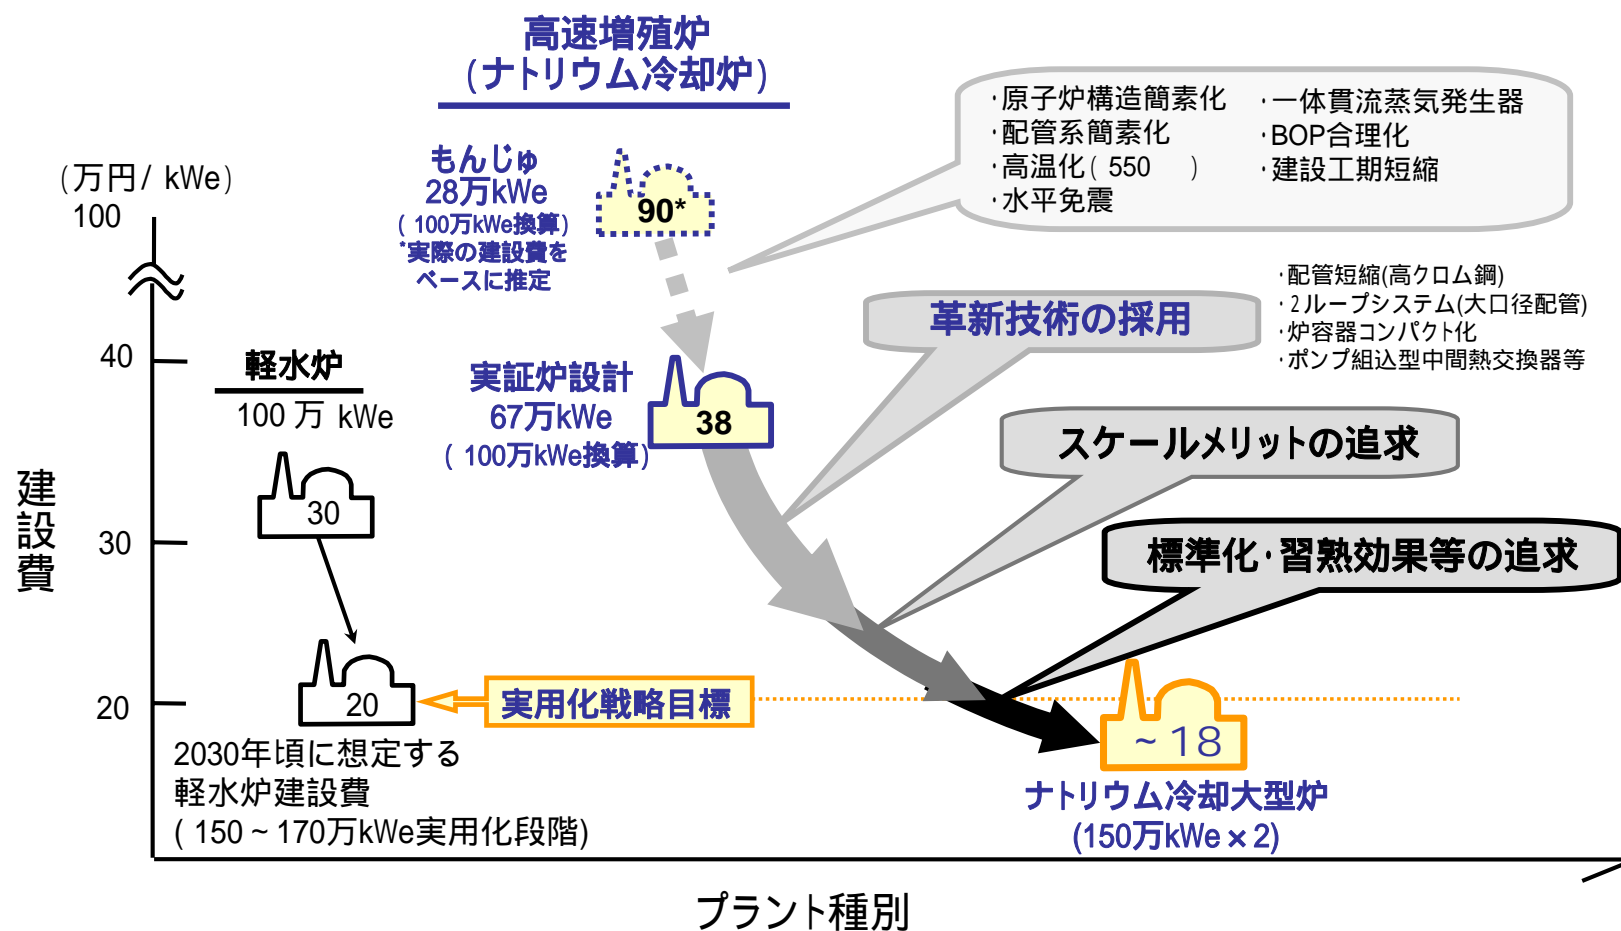 高速増殖炉
(ナトリウム冷却炉)
もんじゅ
28万kWe
(100万kWe換算)
*実際の建設費を
ベースに推定
90*
・原子炉構造簡素化
・配管系簡素化
・高温化(550 )
・水平免震
・一体貫流蒸気発生器
・BOP合理化
・建設工期短縮
(万円/kWe)
100
40
30
20
建設費
軽水炉
100万 kWe
30
20
2030年頃に想定する
軽水炉建設費
(150~170万kWe実用化段階)
実証炉設計
67万kWe
(100万kWe換算)
38
革新技術の採用
・配管短縮(高クロム鋼)
・2ループシステム(大口径配管)
・炉容器コンパクト化
・ポンプ組込型中間熱交換器等
スケールメリットの追求
標準化・習熟効果等の追求
実用化戦略目標
~18
ナトリウム冷却大型炉
(150万kWe×2)
プラント種別